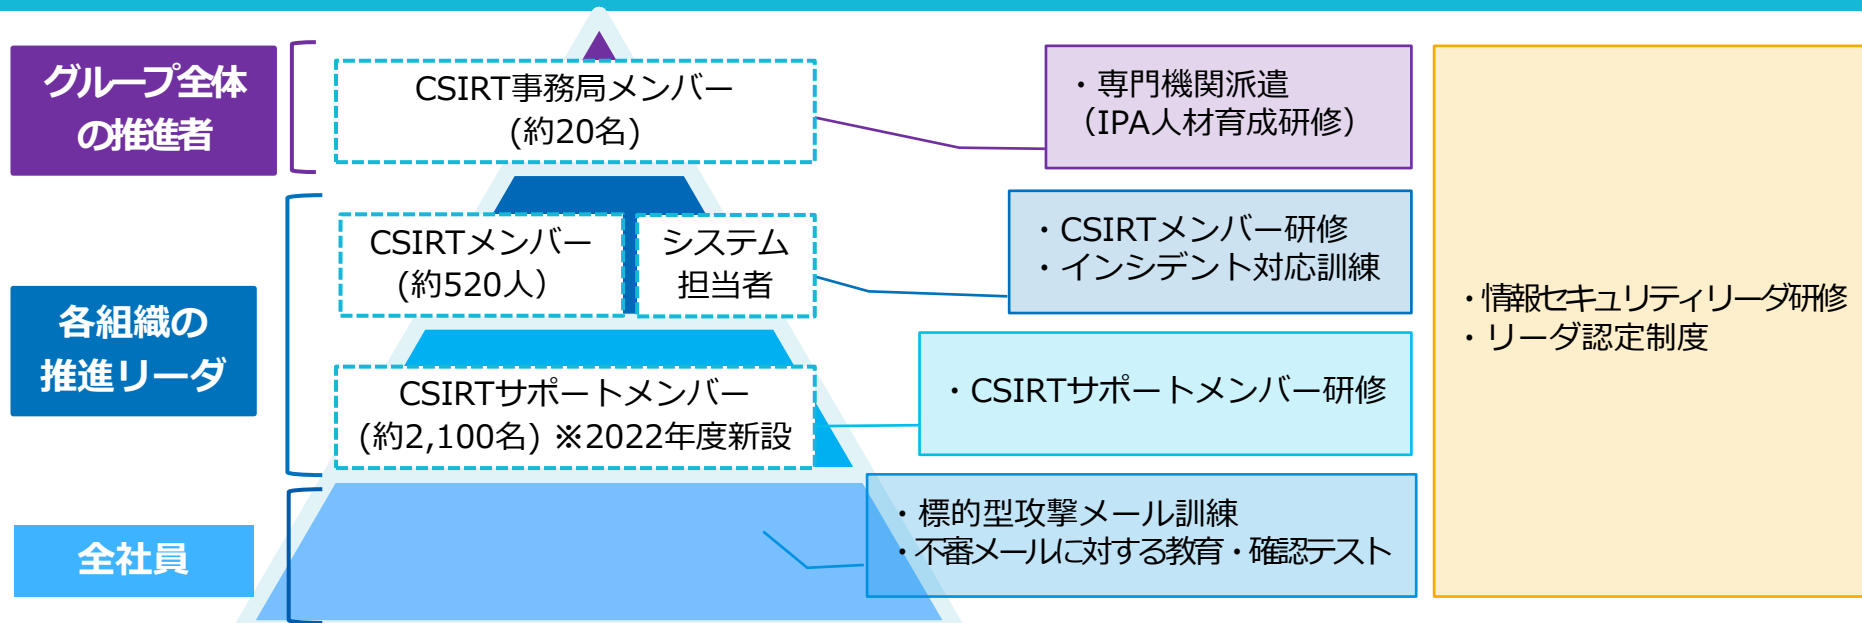 グループ全体
の推進者
CSIRT事務局メンバー
(約20名)
・専門機関派遣
（IPA人材育成研修）
各組織の
推進リーダ
CSIRTメンバー
(約520人）
システム
担当者
・CSIRTメンバー研修
・インシデント対応訓練
CSIRTサポートメンバー
(約2,100名) ※2022年度新設
・CSIRTサポートメンバー研修
全社員
・標的型攻撃メール訓練
・不審メールに対する教育・確認テスト
・情報セキュリティリーダ研修
・リーダ認定制度